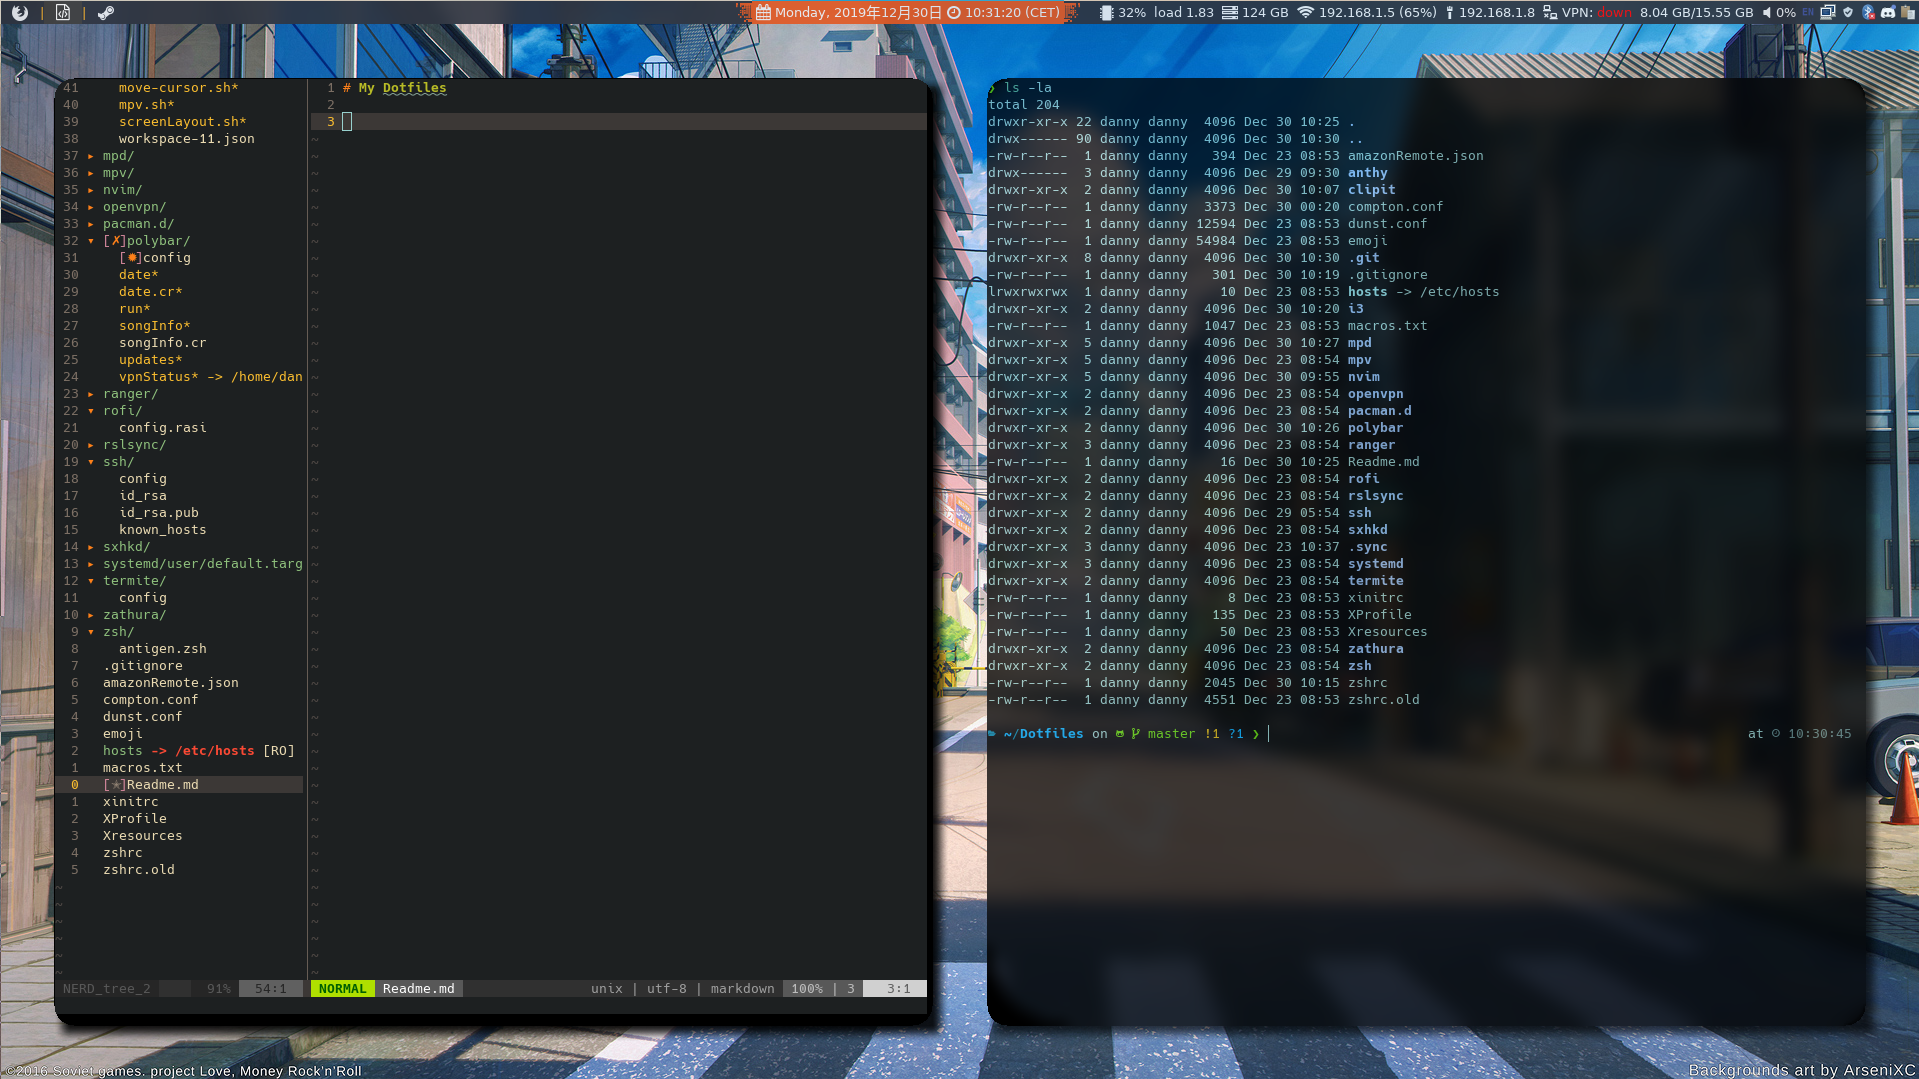 Monday, 2019年12月30日 10:31:20 (CET)
32% load 1.83 124 GB 192.168.1.5 (65%) 192.168.1.8 VPN: down 8.04 GB/15.55 GB 0% EN
41 move-cursor.sh*
40 mpv.sh*
39 screenLayout.sh*
38 workspace-11.json
37 ▸ mpd/
36 ▸ mpv/
35 ▸ nvim/
34 ▸ openvpn/
33 ▸ pacman.d/
32 ▾ [✗]polybar/
31 [✹]config
30 date*
29 date.cr*
28 run*
27 songInfo*
26 songInfo.cr
25 updates*
24 vpnStatus* -> /home/dan
23 ▸ ranger/
22 ▾ rofi/
21 config.rasi
20 ▸ rslsync/
19 ▾ ssh/
18 config
17 id_rsa
16 id_rsa.pub
15 known_hosts
14 ▸ sxhkd/
13 ▸ systemd/user/default.targ
12 ▾ termite/
11 config
10 ▸ zathura/
9 ▾ zsh/
8 antigen.zsh
7 .gitignore
6 amazonRemote.json
5 compton.conf
4 dunst.conf
3 emoji
2 hosts -> /etc/hosts [RO]
1 macros.txt
0 [✭]Readme.md
1 xinitrc
2 XProfile
3 Xresources
4 zshrc
5 zshrc.old
NERD_tree_2 91% 54:1
1 # My Dotfiles
2
3
NORMAL Readme.md unix | utf-8 | markdown 100% | 3 3:1
❯ ls -la
total 204
drwxr-xr-x 22 danny danny 4096 Dec 30 10:25 .
drwx------ 90 danny danny 4096 Dec 30 10:30 ..
-rw-r--r-- 1 danny danny 394 Dec 23 08:53 amazonRemote.json
drwx------ 3 danny danny 4096 Dec 29 09:30 anthy
drwxr-xr-x 2 danny danny 4096 Dec 30 10:07 clipit
-rw-r--r-- 1 danny danny 3373 Dec 30 00:20 compton.conf
-rw-r--r-- 1 danny danny 12594 Dec 23 08:53 dunst.conf
-rw-r--r-- 1 danny danny 54984 Dec 23 08:53 emoji
drwxr-xr-x 8 danny danny 4096 Dec 30 10:30 .git
-rw-r--r-- 1 danny danny 301 Dec 30 10:19 .gitignore
lrwxrwxrwx 1 danny danny 10 Dec 23 08:53 hosts -> /etc/hosts
drwxr-xr-x 2 danny danny 4096 Dec 30 10:20 i3
-rw-r--r-- 1 danny danny 1047 Dec 23 08:53 macros.txt
drwxr-xr-x 5 danny danny 4096 Dec 30 10:27 mpd
drwxr-xr-x 5 danny danny 4096 Dec 23 08:54 mpv
drwxr-xr-x 5 danny danny 4096 Dec 30 09:55 nvim
drwxr-xr-x 2 danny danny 4096 Dec 23 08:54 openvpn
drwxr-xr-x 2 danny danny 4096 Dec 23 08:54 pacman.d
drwxr-xr-x 2 danny danny 4096 Dec 30 10:26 polybar
drwxr-xr-x 3 danny danny 4096 Dec 23 08:54 ranger
-rw-r--r-- 1 danny danny 16 Dec 30 10:25 Readme.md
drwxr-xr-x 2 danny danny 4096 Dec 23 08:54 rofi
drwxr-xr-x 2 danny danny 4096 Dec 23 08:54 rslsync
drwxr-xr-x 2 danny danny 4096 Dec 29 05:54 ssh
drwxr-xr-x 2 danny danny 4096 Dec 23 08:54 sxhkd
drwxr-xr-x 3 danny danny 4096 Dec 23 10:37 .sync
drwxr-xr-x 3 danny danny 4096 Dec 23 08:54 systemd
drwxr-xr-x 2 danny danny 4096 Dec 23 08:54 termite
-rw-r--r-- 1 danny danny 8 Dec 23 08:53 xinitrc
-rw-r--r-- 1 danny danny 135 Dec 23 08:53 XProfile
-rw-r--r-- 1 danny danny 50 Dec 23 08:53 Xresources
drwxr-xr-x 2 danny danny 4096 Dec 23 08:54 zathura
drwxr-xr-x 2 danny danny 4096 Dec 23 08:54 zsh
-rw-r--r-- 1 danny danny 2045 Dec 30 10:15 zshrc
-rw-r--r-- 1 danny danny 4551 Dec 23 08:53 zshrc.old
~/Dotfiles on master !1 ?1 ❯ at 10:30:45
©2016 Soviet games. project Love, Money Rock'n'Roll
Backgrounds art by ArseniXC